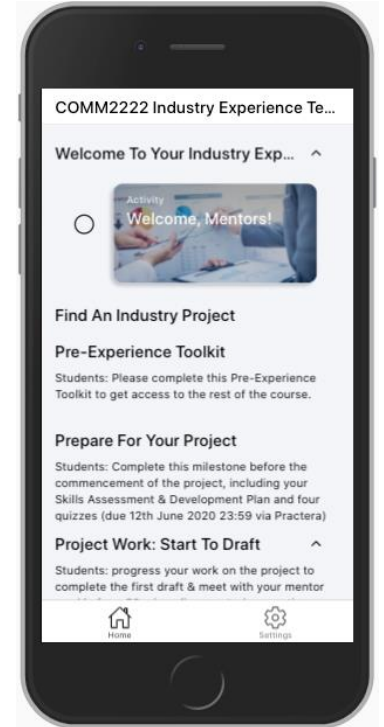 COMM2222 Industry Experience Te...
Welcome To Your Industry Exp...
Activity
Welcome, Mentors!
Find An Industry Project
Pre-Experience Toolkit
Students: Please complete this Pre-Experience
Toolkit to get access to the rest of the course.
Prepare For Your Project
Students: Complete this milestone before the
commencement of the project, including your
Skills Assessment & Development Plan and four
quizzes (due 12th June 2020 23:59 via Practera)
Project Work: Start To Draft
Students: progress your work on the project to
complete the first draft & meet with your mentor
Home
Settings